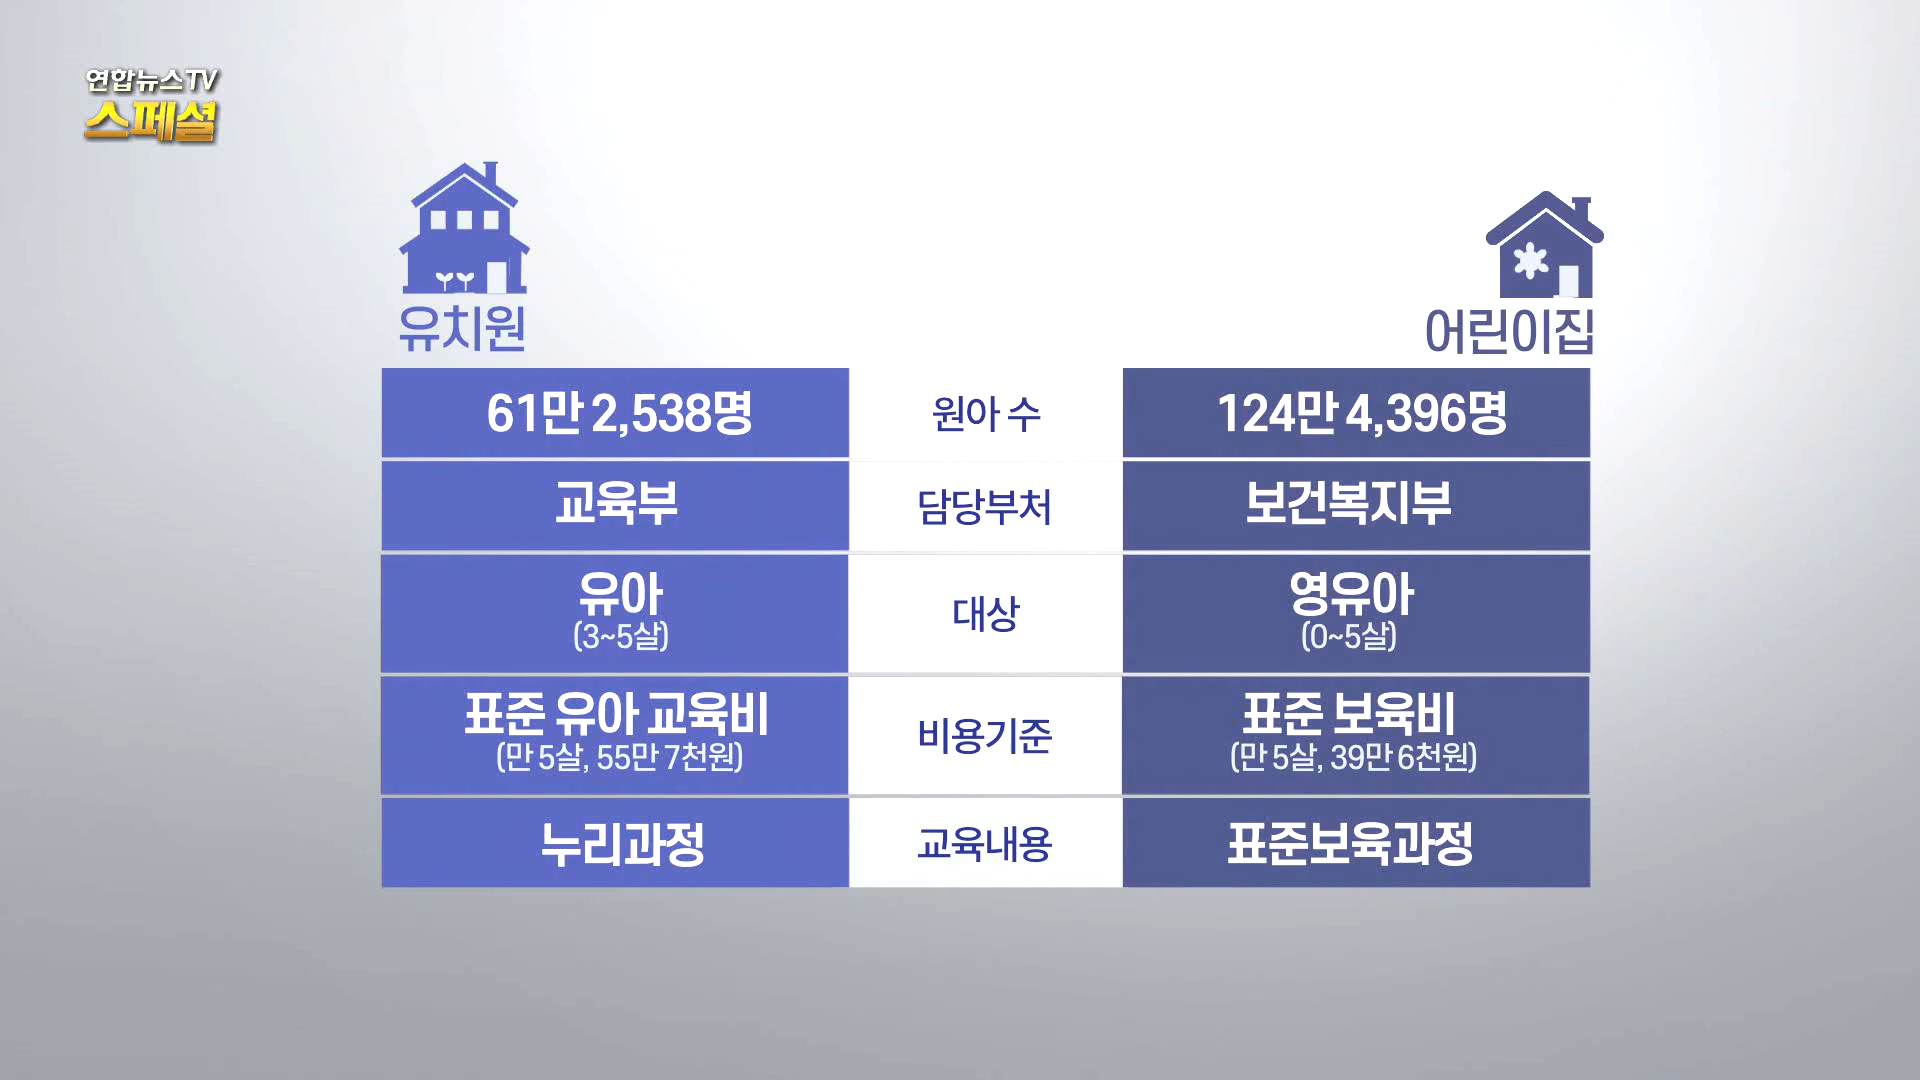 연합뉴스TV
스페셜
유치원
어린이집
61만 2,538명 원아 수 124만 4,396명
교육부 담당부처 보건복지부
유아 대상 영유아
(3~5살) (0~5살)
표준 유아 교육비 비용기준 표준 보육비
(만 5살, 55만 7천원) (만 5살, 39만 6천원)
누리과정 교육내용 표준보육과정